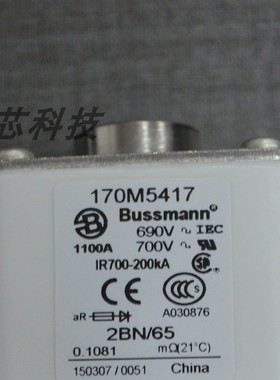 芯科技
170M5417
Bussmann®
690V ~ IEC
1100A 700V ~
IR700-200kA
CCC S
A030876
aR
2BN/65
0.1081 mΩ(21°C)
150307 / 0051 China